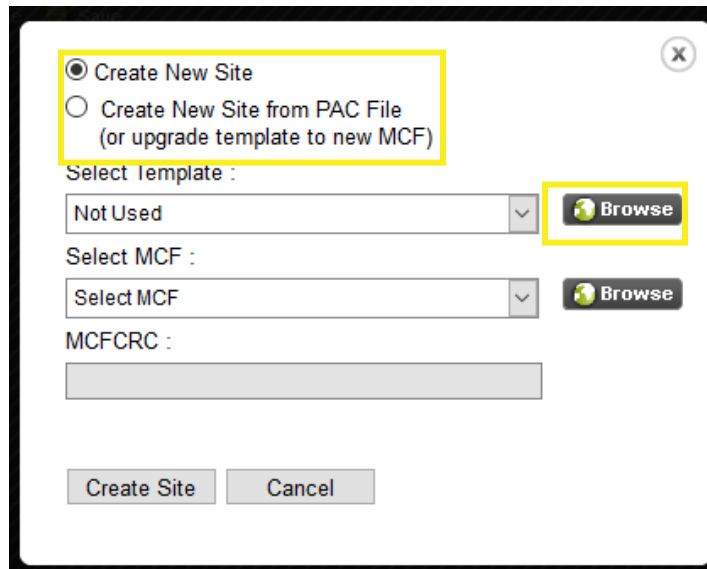 x
Create New Site
Create New Site from PAC File
(or upgrade template to new MCF)
Select Template :
Not Used
Browse
Select MCF :
Select MCF
Browse
MCFCRC :
Create Site
Cancel